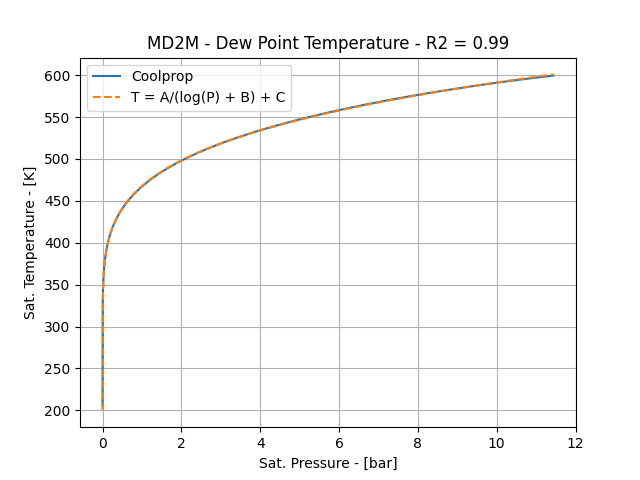 MD2M - Dew Point Temperature - R2 = 0.99
Coolprop
T = A/(log(P) + B) + C
600
550
500
450
400
350
300
250
200
Sat. Temperature - [K]
0 2 4 6 8 10 12
Sat. Pressure - [bar]